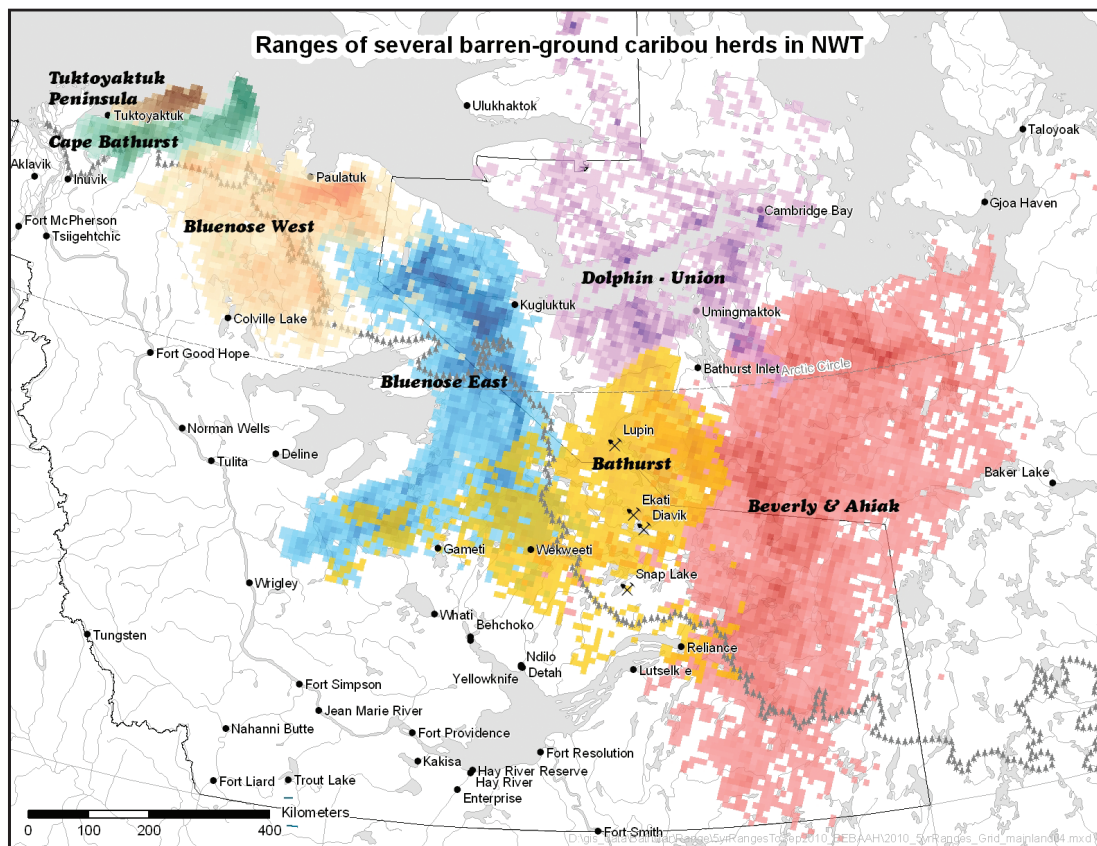 Ranges of several barren-ground caribou herds in NWT
Tuktoyaktuk
Peninsula
Tuktoyaktuk
Ulukhaktok
Taloyoak
Cape Bathurst
Aklavik
Inuvik
Paulatuk
Gjoa Haven
Cambridge Bay
Fort McPherson
Tsiigehtchic
Bluenose West
Dolphin - Union
Kugluktuk
Umingmaktok
Colville Lake
Fort Good Hope
Bathurst Inlet
Arctic Circle
Bluenose East
Norman Wells
Lupin
Deline
Tulita
Bathurst
Baker Lake
Ekati
Diavik
Beverly & Ahiak
Gameti
Wekweeti
Wrigley
Snap Lake
Whati
Behchoko
Tungsten
Reliance
Ndilo
Detah
Yellowknife
Lutselk e
Fort Simpson
Jean Marie River
Nahanni Butte
Fort Providence
Fort Resolution
Kakisa
Hay River Reserve
Hay River
Fort Liard
Trout Lake
Enterprise
Kilometers
0 100 200 400
Fort Smith